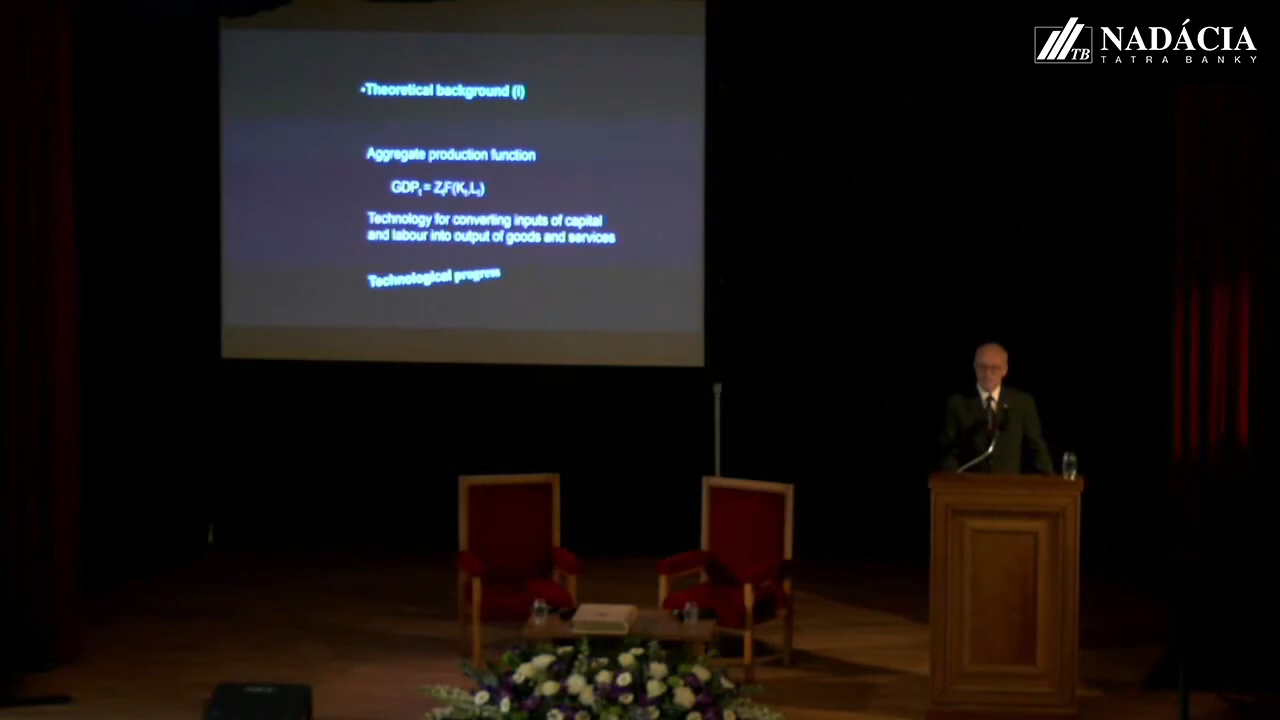 •Theoretical background (I)
Aggregate production function
GDPt = ZtF(Kt,Lt)
Technology for converting inputs of capital
and labour into output of goods and services
Technological progress
TB NADÁCIA
TATRA BANKY